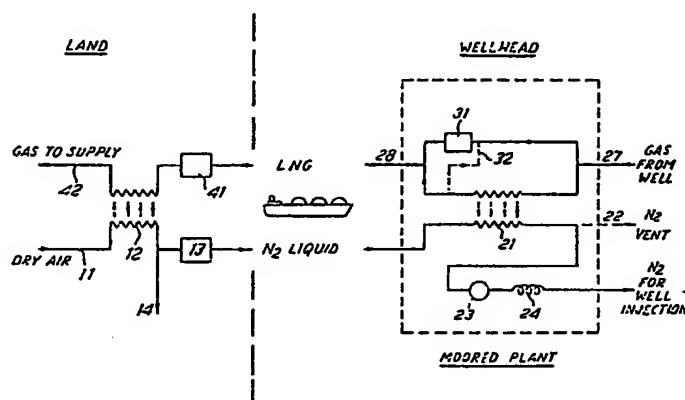 LAND
WELLHEAD
31
GAS TO SUPPLY
LNG
28
32
27
GAS
FROM
WELL
42
41
12
13
N2 LIQUID
21
22
N2
VENT
DRY AIR
11
14
23
24
N2
FOR
WELL
INJECTION
MOORED PLANT